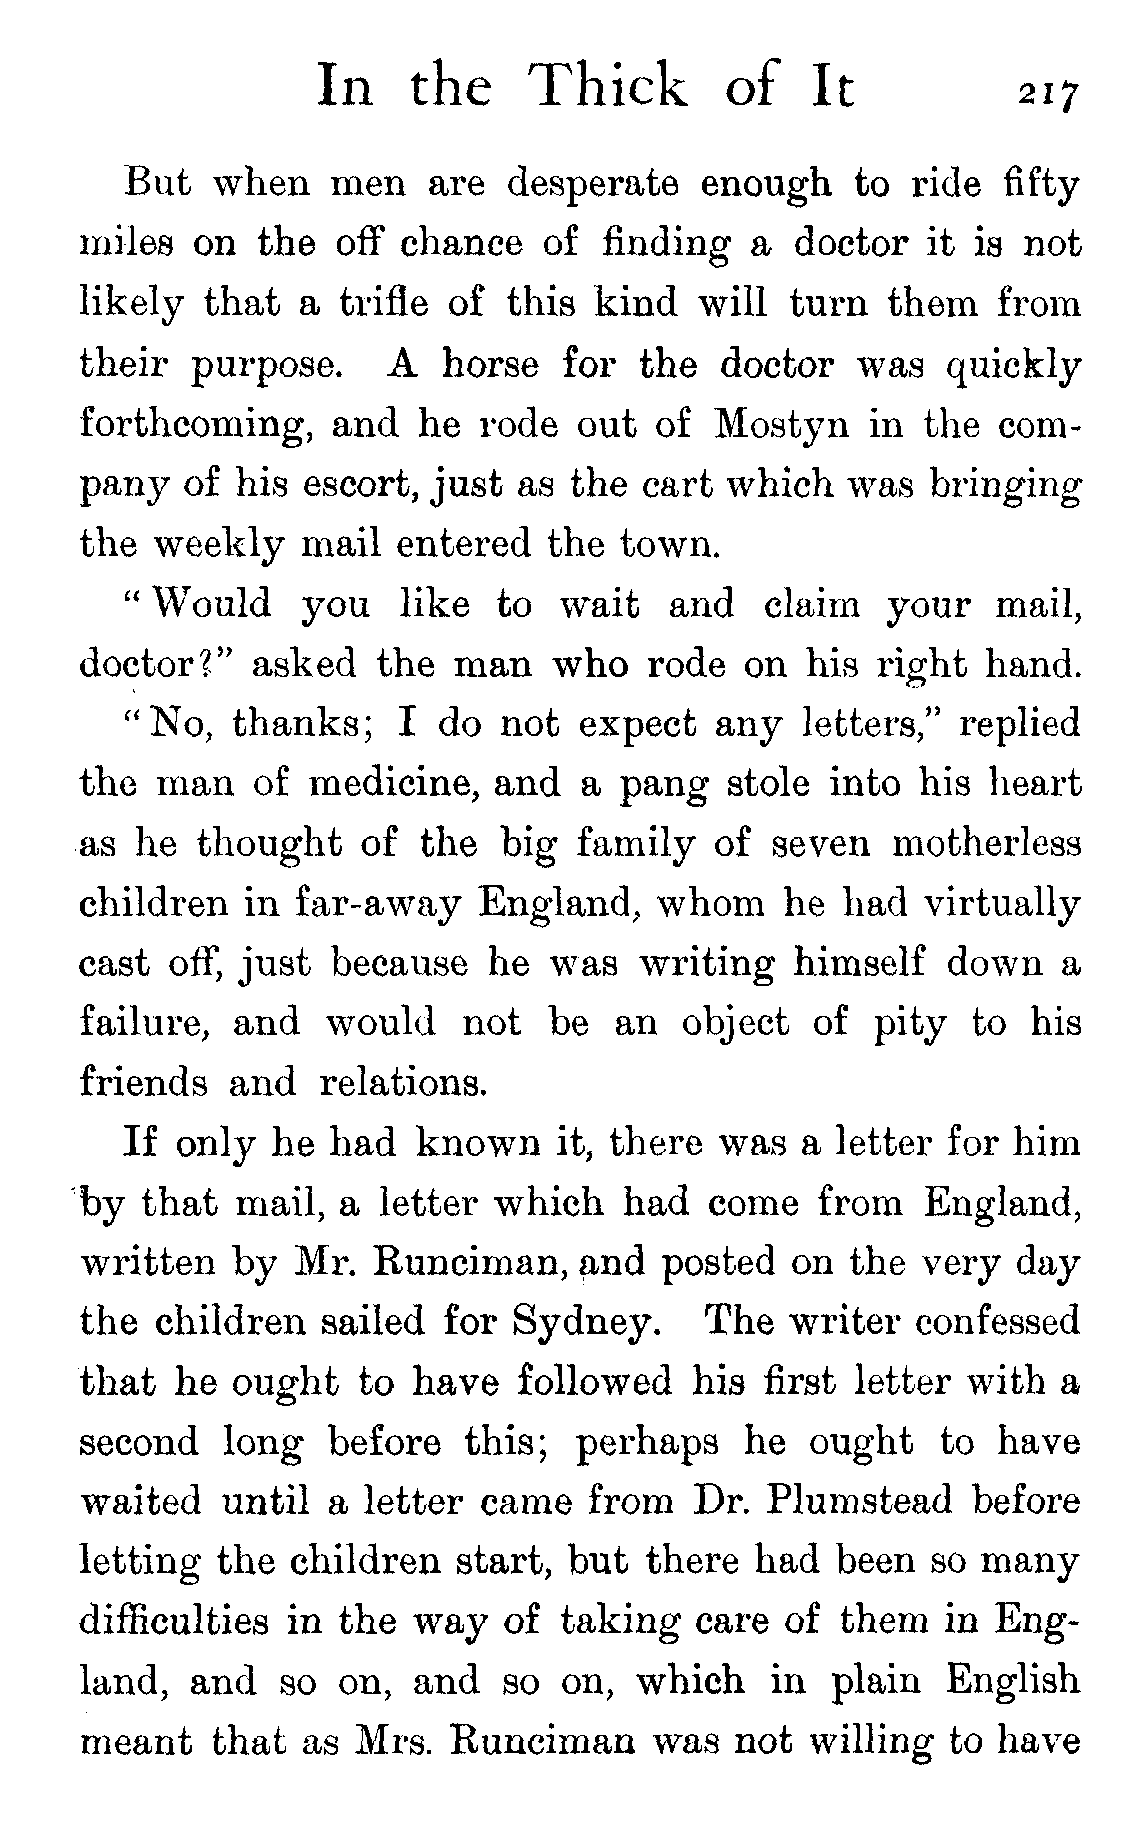 In the Thick of It 217
But when men are desperate enough to ride fifty
miles on the off chance of finding a doctor it is not
likely that a trifle of this kind will turn them from
their purpose. A horse for the doctor was quickly
forthcoming, and he rode out of Mostyn in the com-
pany of his escort, just as the cart which was bringing
the weekly mail entered the town.
“Would you like to wait and claim your mail,
doctor?” asked the man who rode on his right hand.
“No, thanks; I do not expect any letters,” replied
the man of medicine, and a pang stole into his heart
as he thought of the big family of seven motherless
children in far-away England, whom he had virtually
cast off, just because he was writing himself down a
failure, and would not be an object of pity to his
friends and relations.
If only he had known it, there was a letter for him
by that mail, a letter which had come from England,
written by Mr. Runciman, and posted on the very day
the children sailed for Sydney. The writer confessed
that he ought to have followed his first letter with a
second long before this; perhaps he ought to have
waited until a letter came from Dr. Plumstead before
letting the children start, but there had been so many
difficulties in the way of taking care of them in Eng-
land, and so on, and so on, which in plain English
meant that as Mrs. Runciman was not willing to have